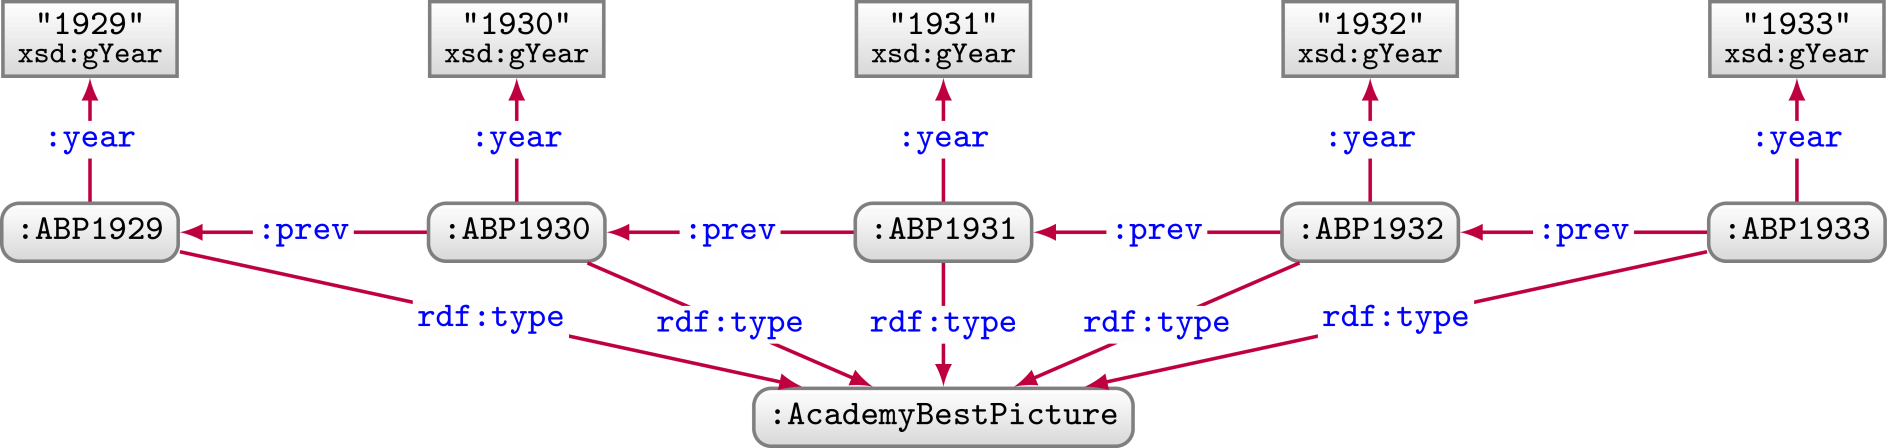 "1929"
xsd:gYear
"1930"
xsd:gYear
"1931"
xsd:gYear
"1932"
xsd:gYear
"1933"
xsd:gYear
:year
:year
:year
:year
:year
:ABP1929
:prev
:ABP1930
:prev
:ABP1931
:prev
:ABP1932
:prev
:ABP1933
rdf:type
rdf:type
rdf:type
rdf:type
rdf:type
:AcademyBestPicture